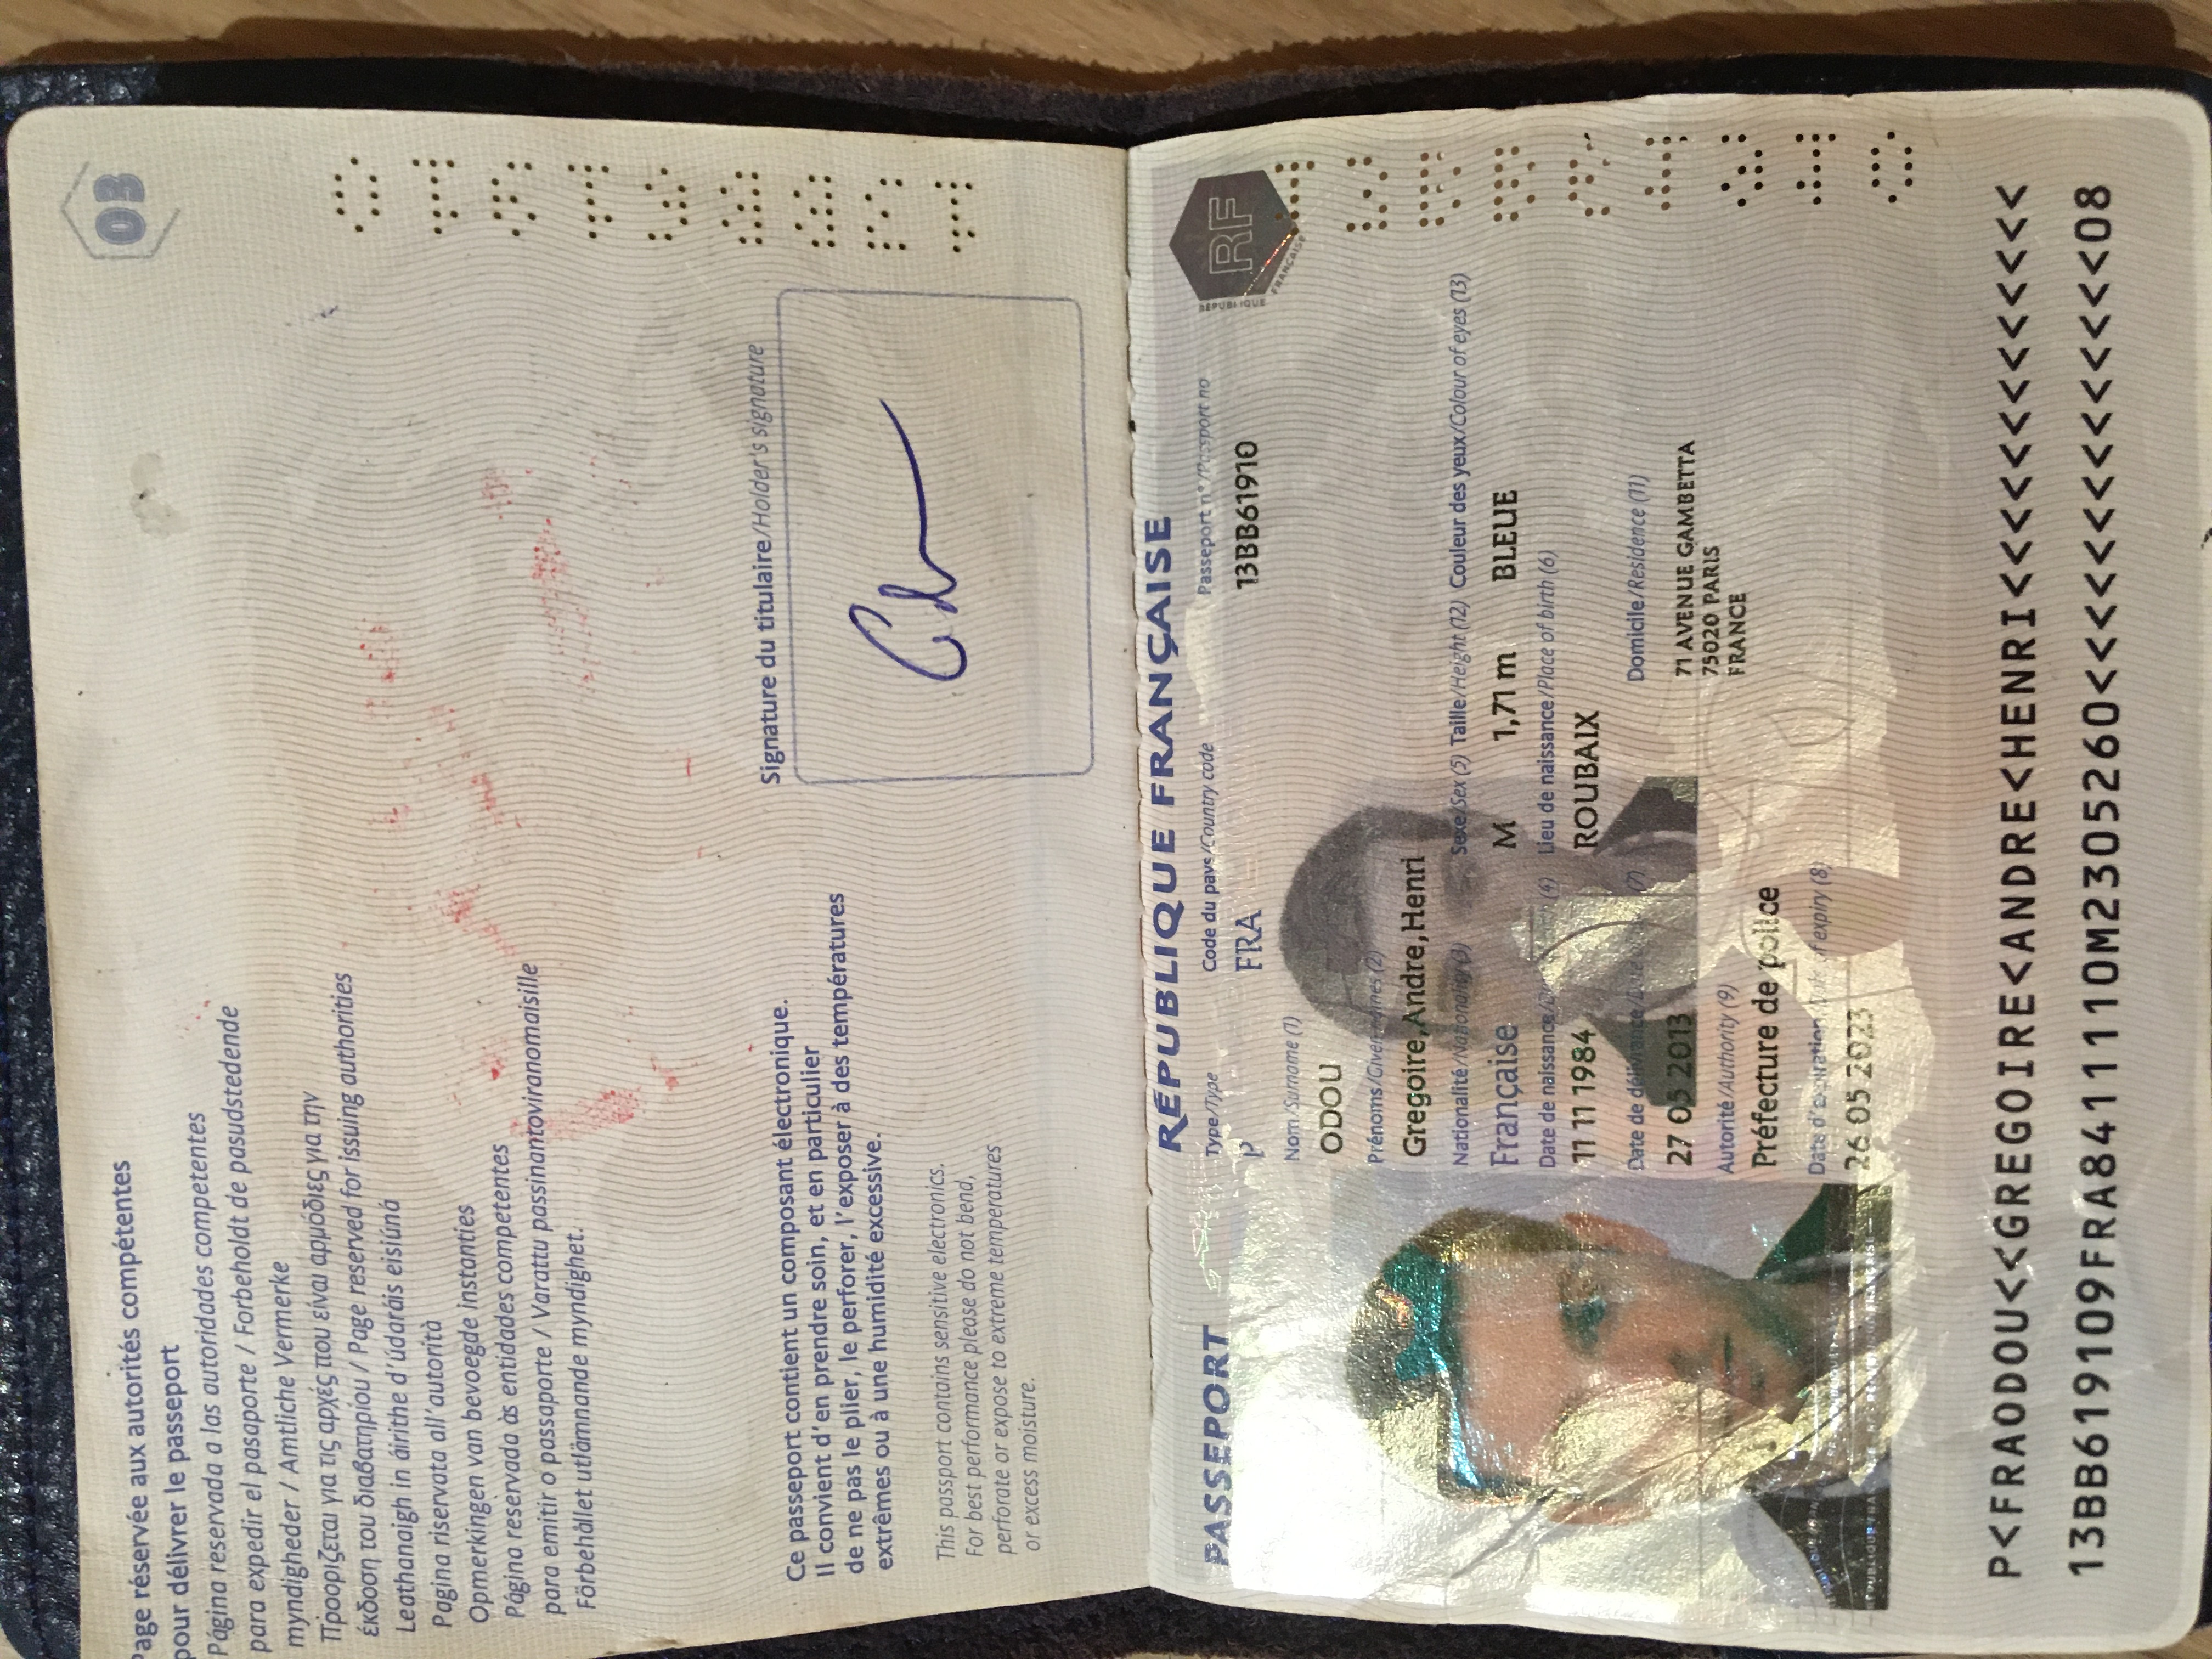 03
Page réservée aux autorités compétentes
pour délivrer le passeport
Página reservada a las autoridades competentes
para expedir el pasaporte / Forbeholdt de pasudstedende
myndigheder / Amtliche Vermerke
Προορίζεται για τις αρχές που είναι αρμόδιες για την
έκδοση του διαβατηρίου / Page reserved for issuing authorities
Leathanaigh in áirithe d'údaráis eisiúná
Pagina riservata all'autorità
Opmerkingen van bevoegde instanties
Página reservada às entidades competentes
para emitir o passaporte / Varattu passinantoviranomaisille
Förbehållet utlämnande myndighet.
Ce passeport contient un composant électronique.
Il convient d'en prendre soin, et en particulier
de ne pas le plier, le perforer, l'exposer à des températures
extrêmes ou à une humidité excessive.
This passport contains sensitive electronics.
For best performance please do not bend,
perforate or expose to extreme temperatures
or excess moisture.
Signature du titulaire/Holder's signature
RÉPUBLIQUE FRANÇAISE
PASSEPORT
Type/Type Code du pays/Country code Passeport n°/Passport no
P FRA 13BB61910
RF
RÉPUBLIQUE FRANÇAISE
Nom/Surname (1)
ODOU
Prénoms/Given names (2)
Gregoire,Andre,Henri
Nationalité/Nationality (3) Sexe/Sex (5) Taille/Height (12) Couleur des yeux/Colour of eyes (13)
Française M 1,71 m BLEUE
Date de naissance/Date of birth (4) Lieu de naissance/Place of birth (6)
11 11 1984 ROUBAIX
Date de délivrance/Date of issue (7) Domicile/Residence (11)
27 05 2013 71 AVENUE GAMBETTA
75020 PARIS
FRANCE
Autorité/Authority (9)
Préfecture de police
Date d'expiration/Date of expiry (8)
26 05 2023
P<FRAODOU<<GREGOIRE<ANDRE<HENRI<<<<<<<<<<<<<
13BB619109FRA8411110M2305260<<<<<<<<<<<<<<08